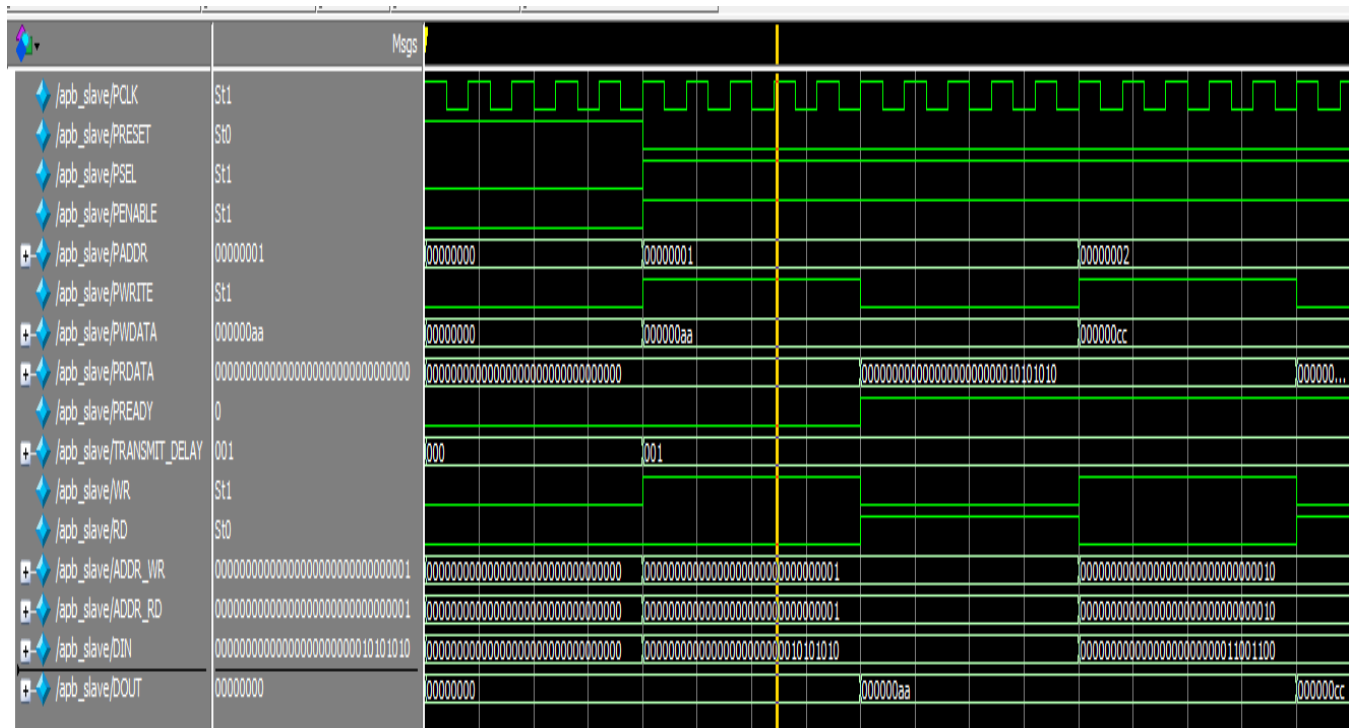 Msgs
/apb_slave/PCLK St1
/apb_slave/PRESET St0
/apb_slave/PSEL St1
/apb_slave/PENABLE St1
/apb_slave/PADDR 00000001 00000000 00000001 00000002
/apb_slave/PWRITE St1
/apb_slave/PWDATA 000000aa 00000000 000000aa 000000cc
/apb_slave/PRDATA 00000000000000000000000000000000 00000000000000000000000000000000 00000000000000000000000010101010 000000...
/apb_slave/PREADY 0
/apb_slave/TRANSMIT_DELAY 001 000 001
/apb_slave/WR St1
/apb_slave/RD St0
/apb_slave/ADDR_WR 00000000000000000000000000000001 00000000000000000000000000000000 00000000000000000000000000000001 00000000000000000000000000000010
/apb_slave/ADDR_RD 00000000000000000000000000000001 00000000000000000000000000000000 00000000000000000000000000000001 00000000000000000000000000000010
/apb_slave/DIN 00000000000000000000000010101010 00000000000000000000000000000000 00000000000000000000000010101010 00000000000000000000000011001100
/apb_slave/DOUT 00000000 00000000 000000aa 000000cc